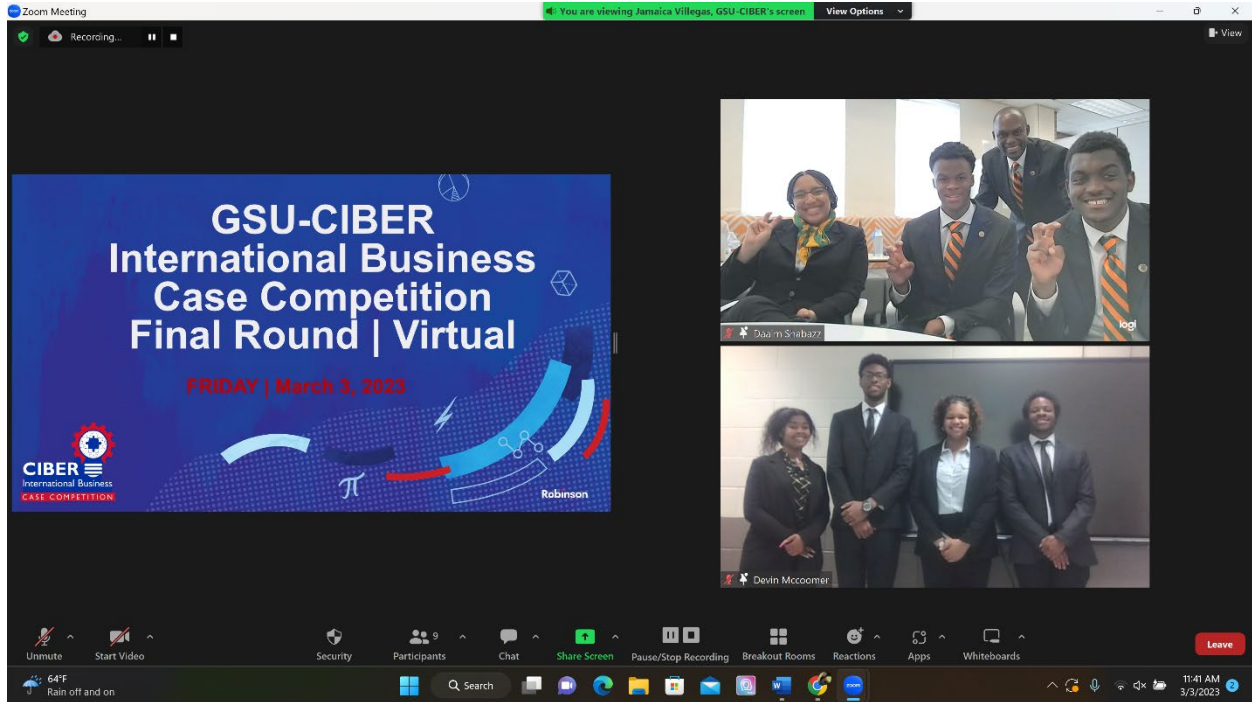 Zoom Meeting
You are viewing Jamaica Villegas, GSU-CIBER's screen
View Options
Recording...
View
GSU-CIBER
International Business
Case Competition
Final Round | Virtual
FRIDAY | March 3, 2023
CIBER
International Business
CASE COMPETITION
π
Robinson
logi
Daaim Shabazz
Devin Mccoomer
Unmute
Start Video
Security
Participants
9
Chat
Share Screen
Pause/Stop Recording
Breakout Rooms
Reactions
Apps
Whiteboards
Leave
64°F
Rain off and on
Search
zoom
11:41 AM
3/3/2023
2